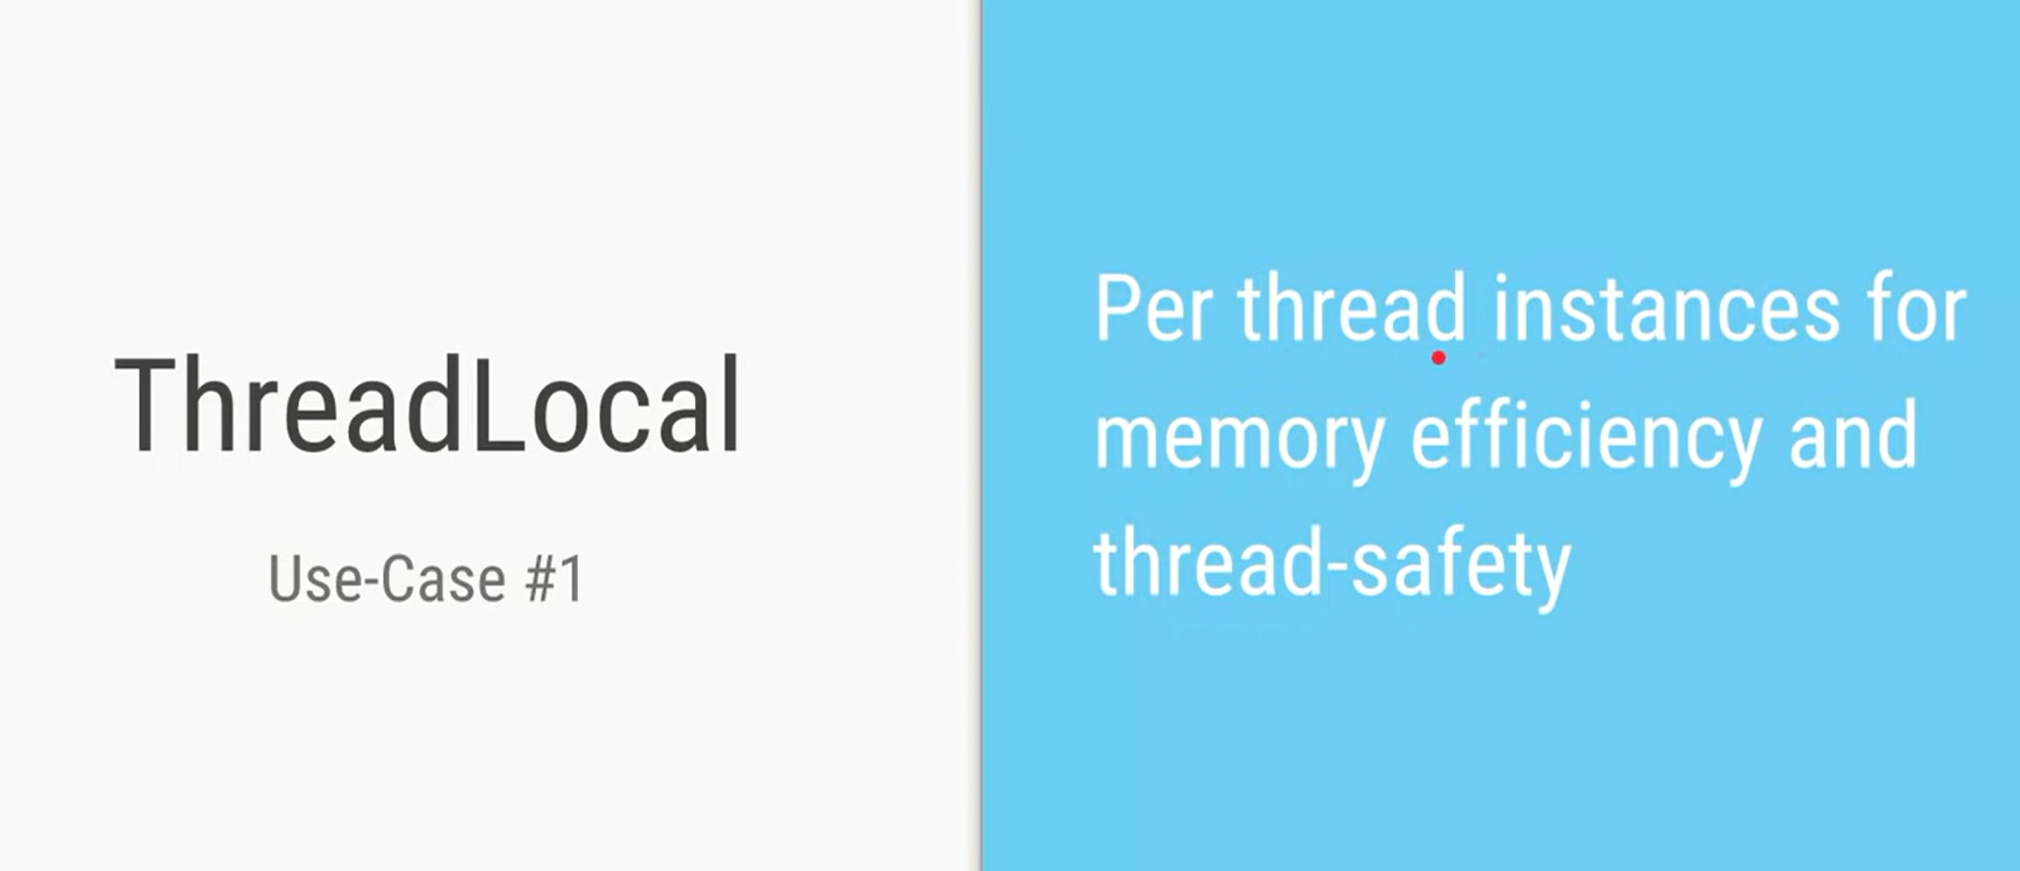 ThreadLocal
Use-Case #1
Per thread instances for
memory efficiency and
thread-safety